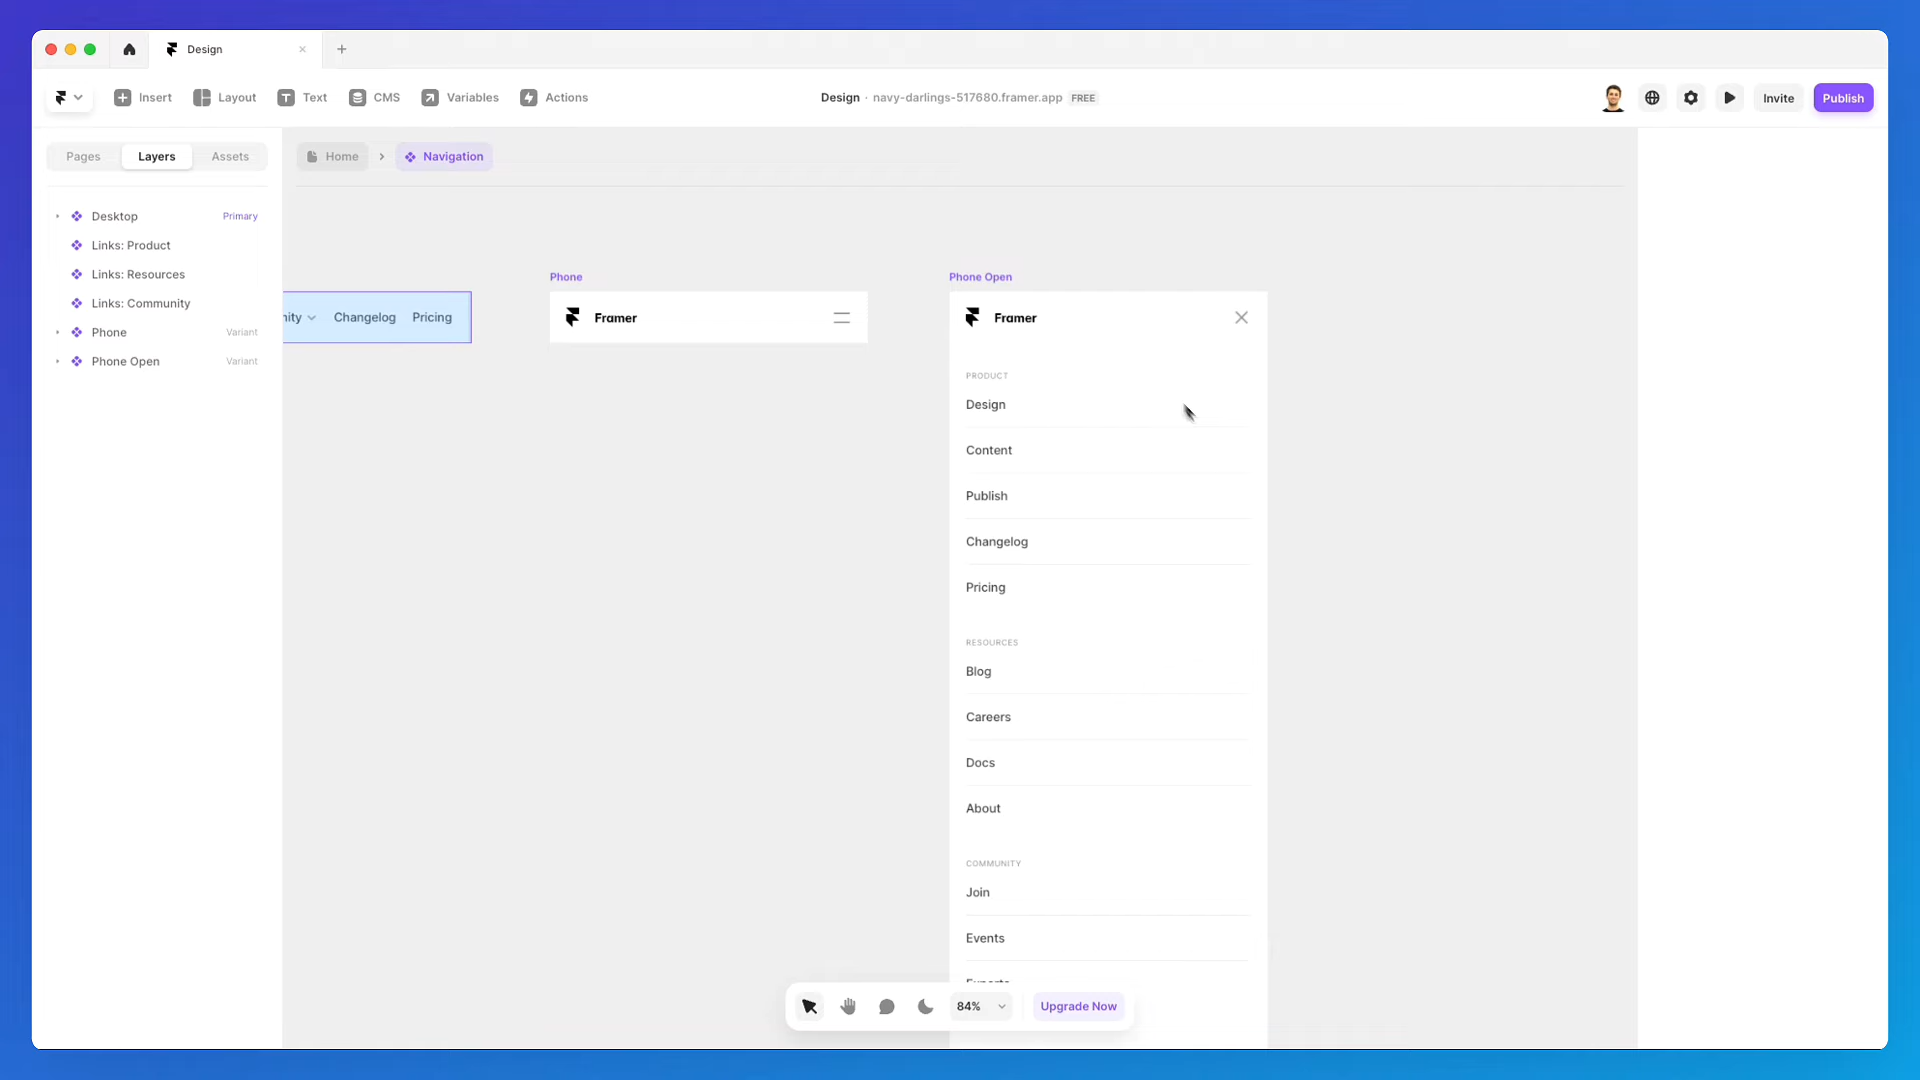 Design
Insert
Layout
Text
CMS
Variables
Actions
Design · navy-darlings-517680.framer.app FREE
Invite
Publish
Pages
Layers
Assets
Home
Navigation
Desktop Primary
Links: Product
Links: Resources
Links: Community
Phone Variant
Phone Open Variant
nity
Changelog
Pricing
Phone
Framer
Phone Open
Framer
PRODUCT
Design
Content
Publish
Changelog
Pricing
RESOURCES
Blog
Careers
Docs
About
COMMUNITY
Join
Events
84%
Upgrade Now